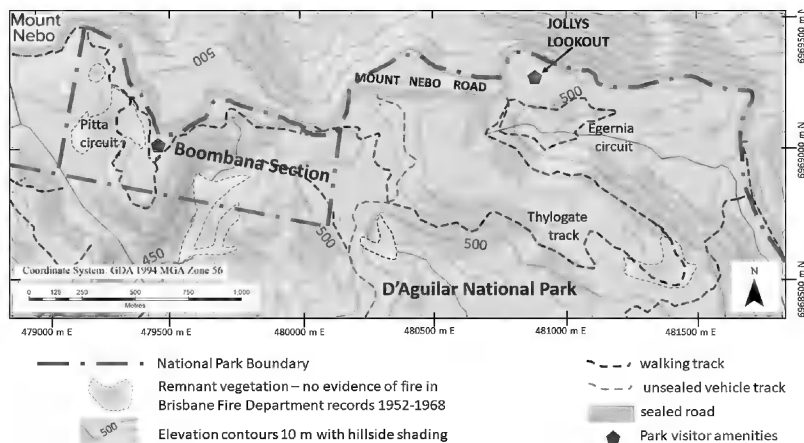 Mount
Nebo
JOLLYS
LOOKOUT
500
MOUNT NEBO ROAD
500
Pitta
circuit
Egernia
circuit
Boombana Section
Thylogate
track
500
500
450
Coordinate System: GDA 1994 MGA Zone 56
0 125 250 500 750 1,000
Metres
D'Aguilar National Park
N
6969500 m N
6969000 m N
6968500 m N
479000 m E
479500 m E
480000 m E
480500 m E
481000 m E
481500 m E
National Park Boundary
Remnant vegetation – no evidence of fire in
Brisbane Fire Department records 1952-1968
500
Elevation contours 10 m with hillside shading
walking track
unsealed vehicle track
sealed road
Park visitor amenities